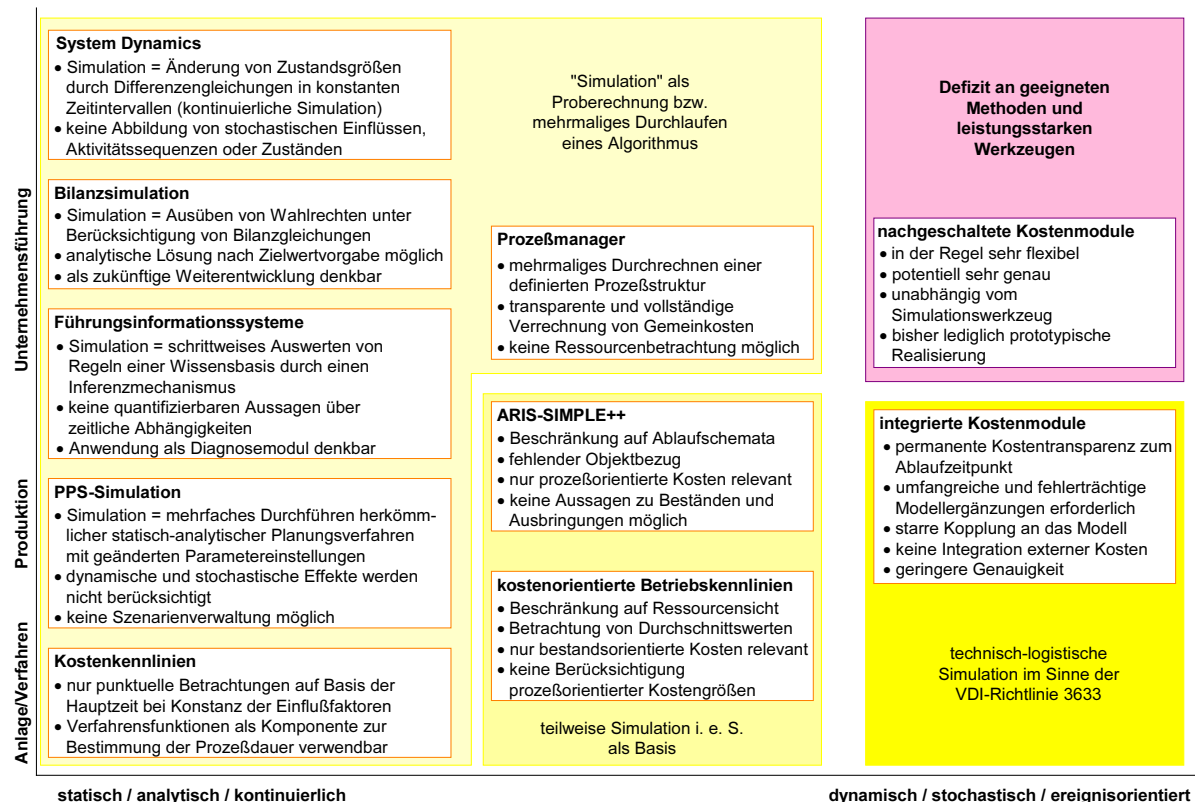 System Dynamics
• Simulation = Änderung von Zustandsgrößen
durch Differenzengleichungen in konstanten
Zeitintervallen (kontinuierliche Simulation)
• keine Abbildung von stochastischen Einflüssen,
Aktivitätssequenzen oder Zuständen
Bilanzsimulation
• Simulation = Ausüben von Wahlrechten unter
Berücksichtigung von Bilanzgleichungen
• analytische Lösung nach Zielwertvorgabe möglich
• als zukünftige Weiterentwicklung denkbar
Führungsinformationssysteme
• Simulation = schrittweises Auswerten von
Regeln einer Wissensbasis durch einen
Inferenzmechanismus
• keine quantifizierbaren Aussagen über
zeitliche Abhängigkeiten
• Anwendung als Diagnosemodul denkbar
PPS-Simulation
• Simulation = mehrfaches Durchführen herkömm-
licher statisch-analytischer Planungsverfahren
mit geänderten Parametereinstellungen
• dynamische und stochastische Effekte werden
nicht berücksichtigt
• keine Szenarienverwaltung möglich
Kostenkennlinien
• nur punktuelle Betrachtungen auf Basis der
Hauptzeit bei Konstanz der Einflußfaktoren
• Verfahrensfunktionen als Komponente zur
Bestimmung der Prozeßdauer verwendbar
"Simulation" als
Proberechnung bzw.
mehrmaliges Durchlaufen
eines Algorithmus
Prozeßmanager
• mehrmaliges Durchrechnen einer
definierten Prozeßstruktur
• transparente und vollständige
Verrechnung von Gemeinkosten
• keine Ressourcenbetrachtung möglich
ARIS-SIMPLE++
• Beschränkung auf Ablaufschemata
• fehlender Objektbezug
• nur prozeßorientierte Kosten relevant
• keine Aussagen zu Beständen und
Ausbringungen möglich
kostenorientierte Betriebskennlinien
• Beschränkung auf Ressourcensicht
• Betrachtung von Durchschnittswerten
• nur bestandsorientierte Kosten relevant
• keine Berücksichtigung
prozeßorientierter Kostengrößen
teilweise Simulation i. e. S.
als Basis
Defizit an geeigneten
Methoden und
leistungsstarken
Werkzeugen
nachgeschaltete Kostenmodule
• in der Regel sehr flexibel
• potentiell sehr genau
• unabhängig vom
Simulationswerkzeug
• bisher lediglich prototypische
Realisierung
integrierte Kostenmodule
• permanente Kostentransparenz zum
Ablaufzeitpunkt
• umfangreiche und fehlerträchtige
Modellergänzungen erforderlich
• starre Kopplung an das Modell
• keine Integration externer Kosten
• geringere Genauigkeit
technisch-logistische
Simulation im Sinne der
VDI-Richtlinie 3633
Unternehmensführung
Produktion
Anlage/Verfahren
statisch / analytisch / kontinuierlich
dynamisch / stochastisch / ereignisorientiert